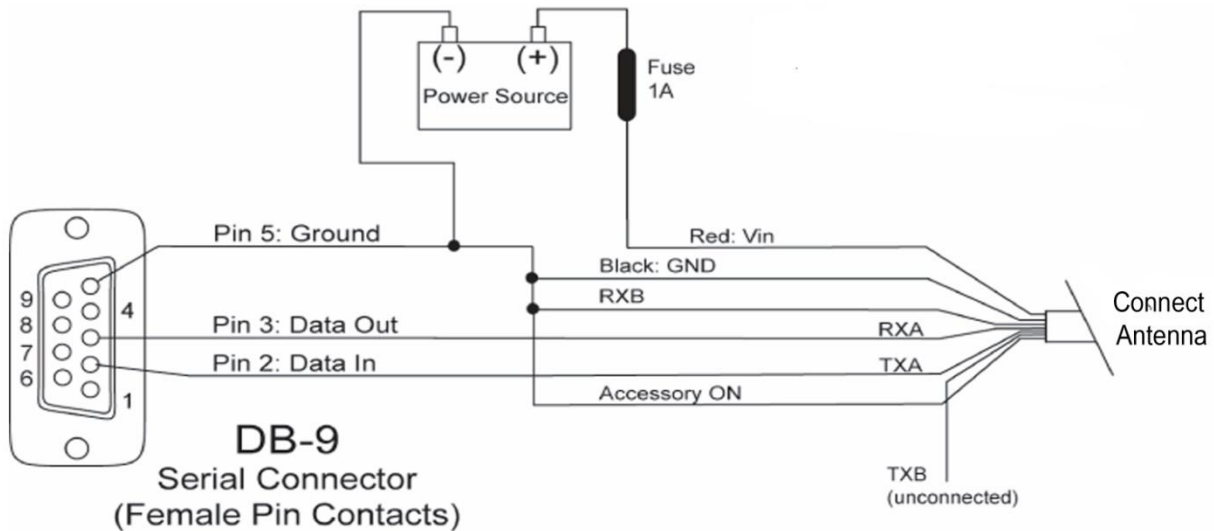 (-)
(+)
Power Source
Fuse
1A
Pin 5: Ground
Red: Vin
Black: GND
RXB
Connect
Antenna
9
4
8
Pin 3: Data Out
RXA
7
Pin 2: Data In
TXA
6
1
Accessory ON
DB-9
Serial Connector
(Female Pin Contacts)
TXB
(unconnected)